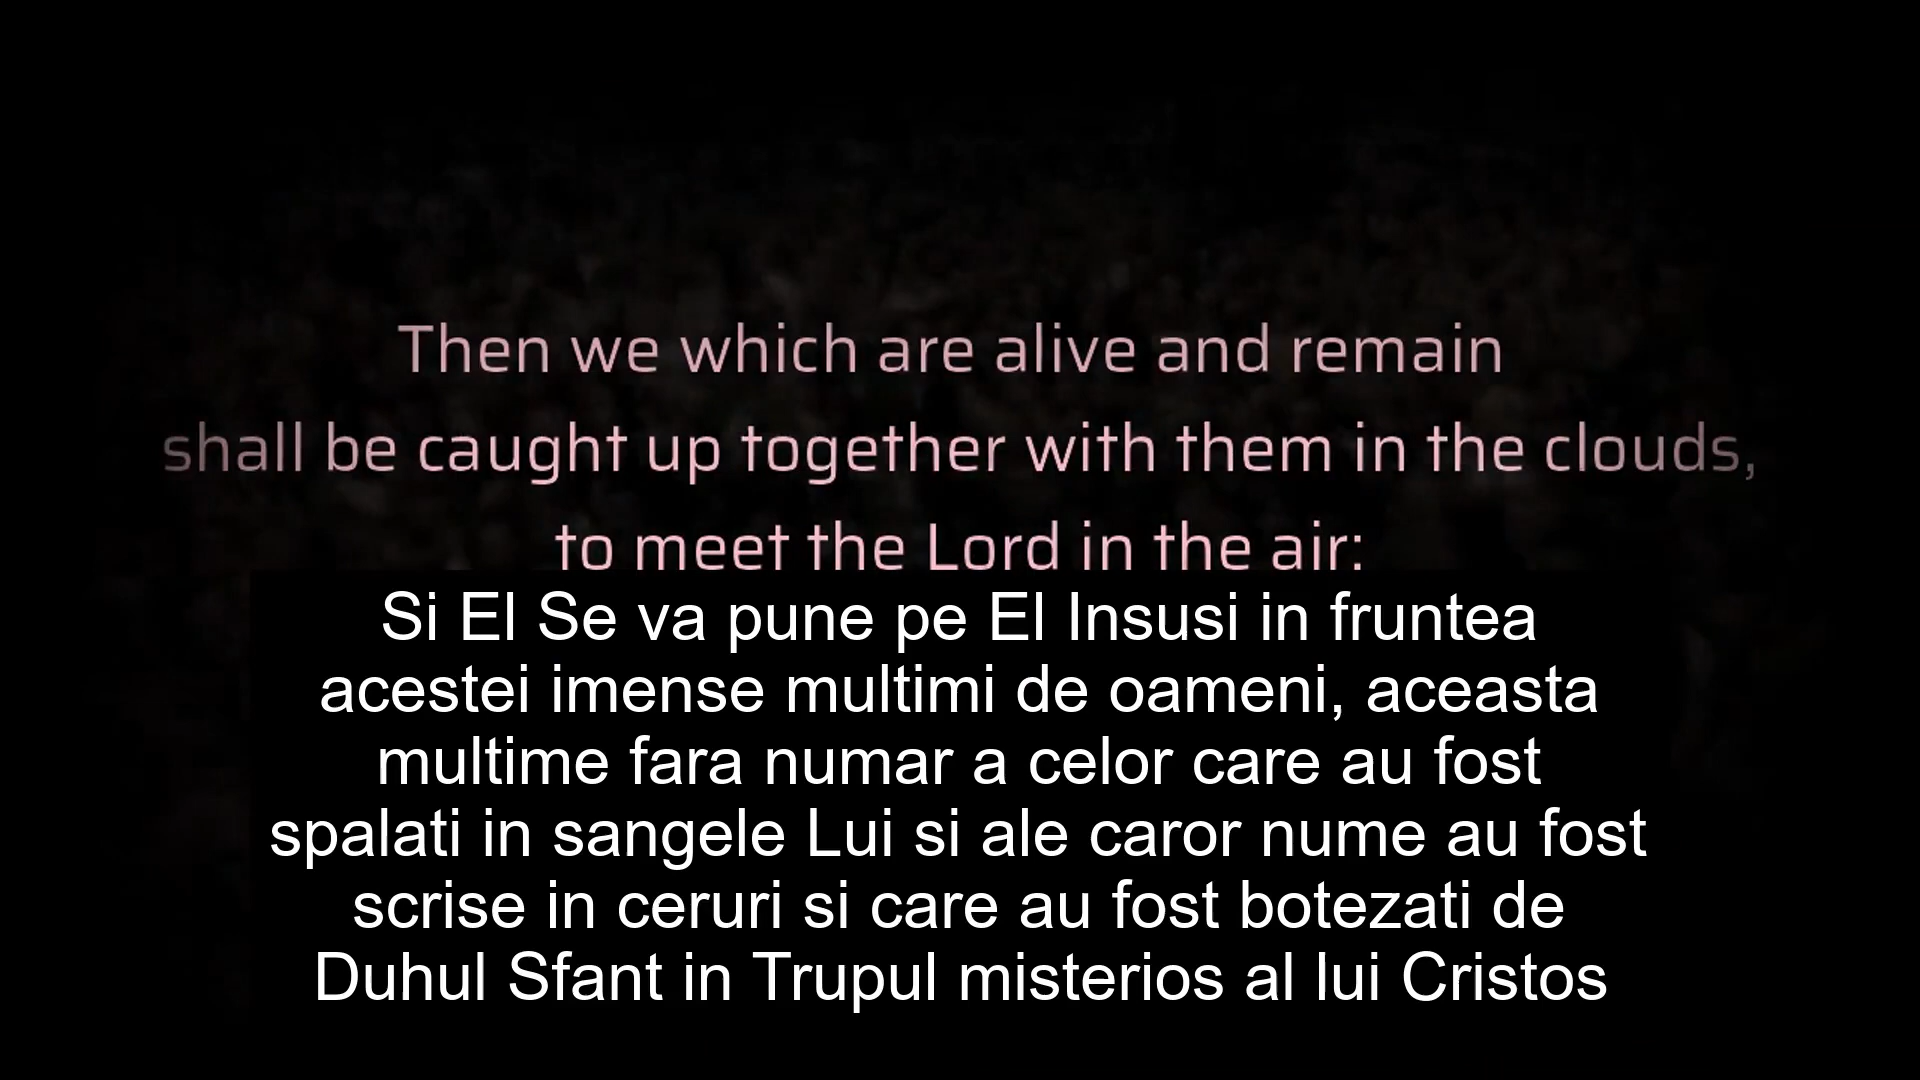 Then we which are alive and remain
shall be caught up together with them in the clouds,
to meet the Lord in the air:
Si El Se va pune pe El Insusi in fruntea
acestei imense multimi de oameni, aceasta
multime fara numar a celor care au fost
spalati in sangele Lui si ale caror nume au fost
scrise in ceruri si care au fost botezati de
Duhul Sfant in Trupul misterios al lui Cristos